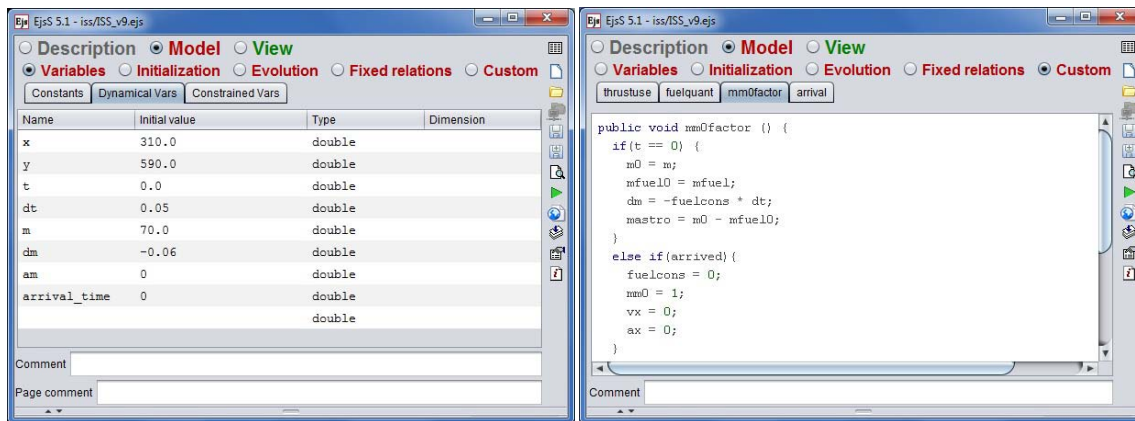 EjsS 5.1 - iss/ISS_v9.ejs
Description Model View
Variables Initialization Evolution Fixed relations Custom
Constants Dynamical Vars Constrained Vars
Name Initial value Type Dimension
x 310.0 double
y 590.0 double
t 0.0 double
dt 0.05 double
m 70.0 double
dm -0.06 double
am 0 double
arrival_time 0 double
double
Comment
Page comment
EjsS 5.1 - iss/ISS_v9.ejs
Description Model View
Variables Initialization Evolution Fixed relations Custom
thrustuse fuelquant mm0factor arrival
public void mm0factor () {
if(t == 0) {
m0 = m;
mfuel0 = mfuel;
dm = -fuelcons * dt;
mastro = m0 - mfuel0;
}
else if(arrived){
fuelcons = 0;
mm0 = 1;
vx = 0;
ax = 0;
}
Comment